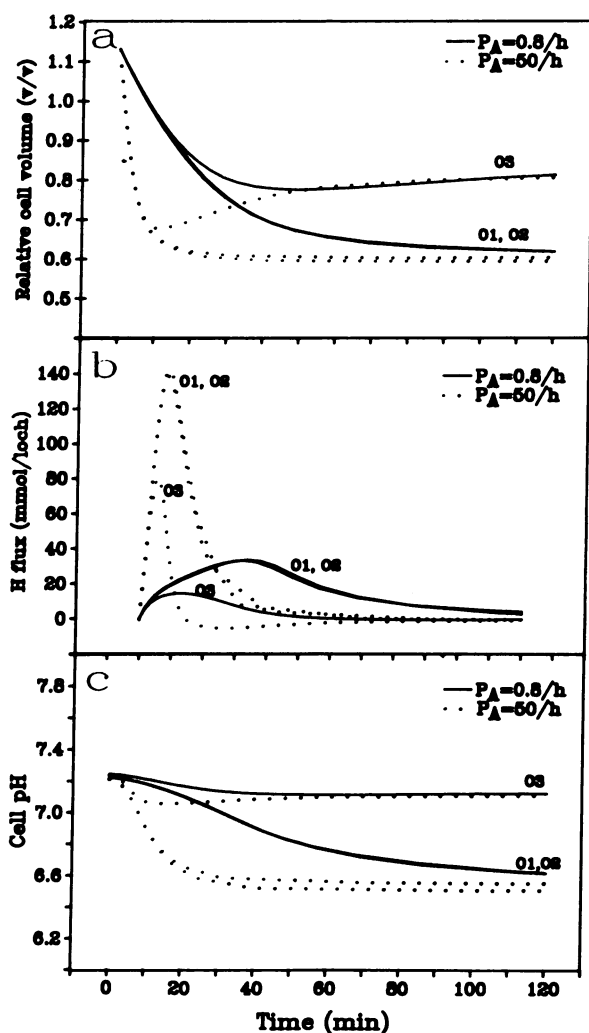 a
Relative cell volume (v/v)
1.2
1.1
1.0
0.9
0.8
0.7
0.6
0.5
P_A=0.8/h
P_A=50/h
03
01, 02
b
H flux (mmol/loch)
140
120
100
80
60
40
20
0
P_A=0.8/h
P_A=50/h
01, 02
03
01, 02
03
c
Cell pH
7.8
7.4
7.0
6.6
6.2
P_A=0.8/h
P_A=50/h
03
01,02
0 20 40 60 80 100 120
Time (min)